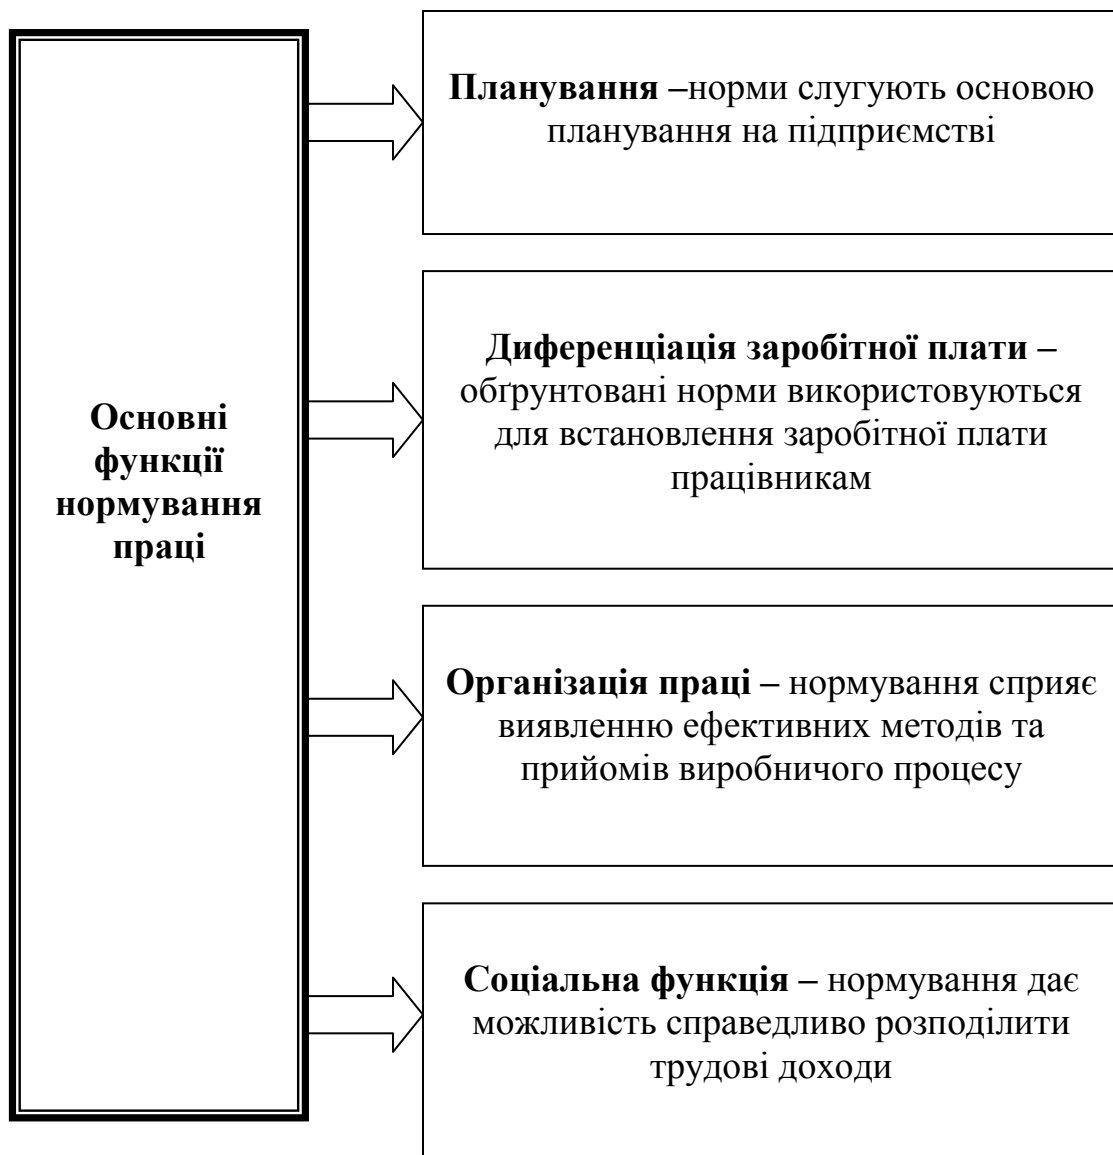 Основні
функції
нормування
праці
Планування –норми слугують основою
планування на підприємстві
Диференціація заробітної плати –
обґрунтовані норми використовуються
для встановлення заробітної плати
працівникам
Організація праці – нормування сприяє
виявленню ефективних методів та
прийомів виробничого процесу
Соціальна функція – нормування дає
можливість справедливо розподілити
трудові доходи